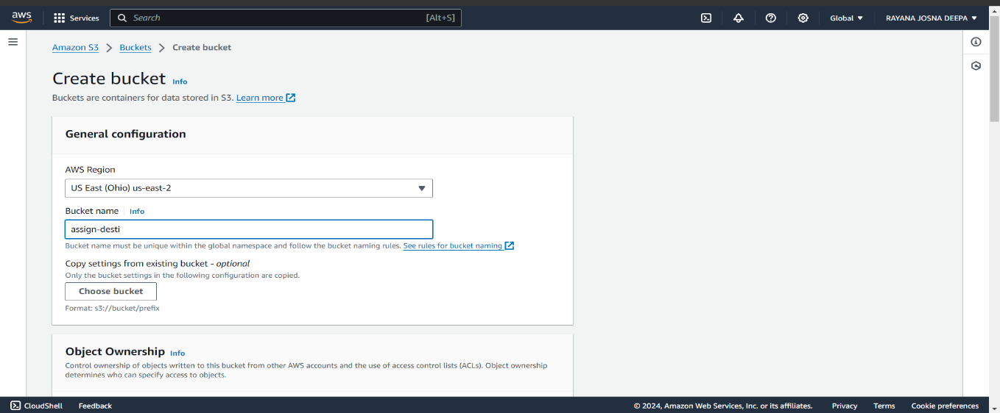 aws Services Search [Alt+S] Global RAYANA JOSNA DEEPA
Amazon S3 Buckets Create bucket
Create bucket Info
Buckets are containers for data stored in S3. Learn more
General configuration
AWS Region
US East (Ohio) us-east-2
Bucket name Info
assign-desti
Bucket name must be unique within the global namespace and follow the bucket naming rules. See rules for bucket naming
Copy settings from existing bucket - optional
Only the bucket settings in the following configuration are copied.
Choose bucket
Format: s3://bucket/prefix
Object Ownership Info
Control ownership of objects written to this bucket from other AWS accounts and the use of access control lists (ACLs). Object ownership
determines who can specify access to objects.
CloudShell Feedback © 2024, Amazon Web Services, Inc. or its affiliates. Privacy Terms Cookie preferences